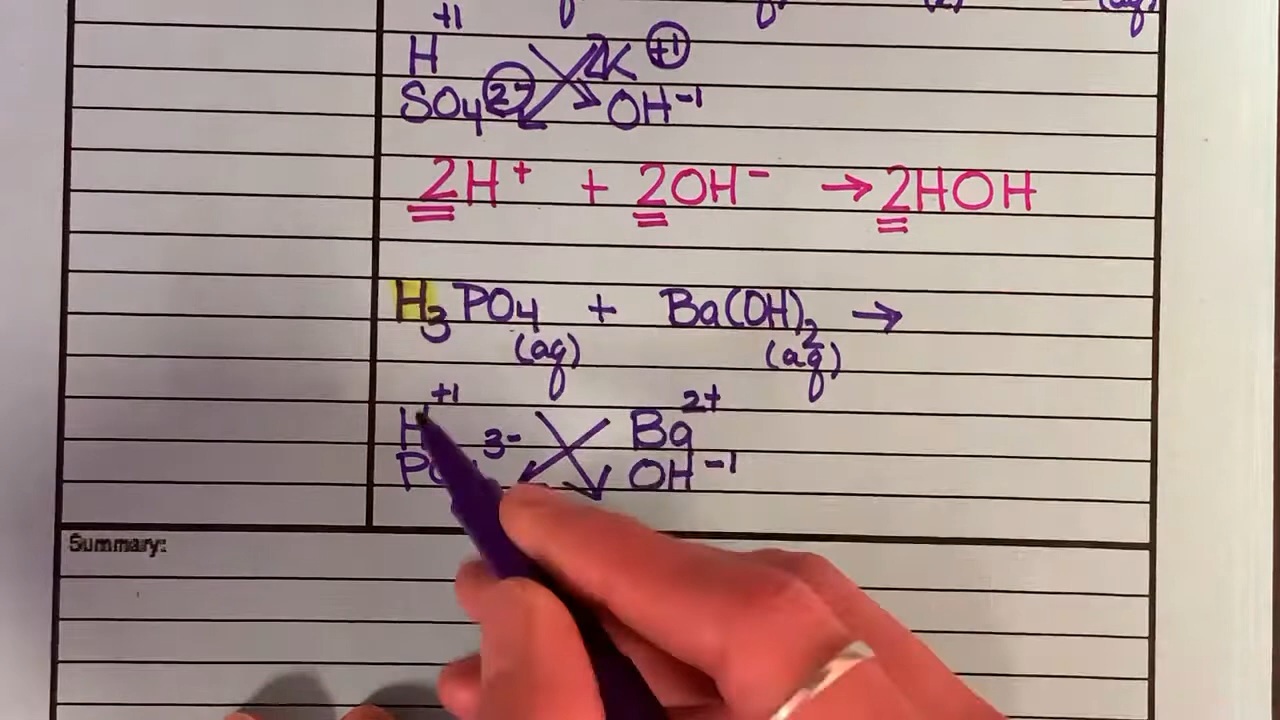 H +1 K +1
SO4 2- OH -1
2H+ + 2OH- → 2HOH
H3PO4 (aq) + Ba(OH)2 (aq) →
H +1 Ba 2+
PO 3- OH -1
Summary: